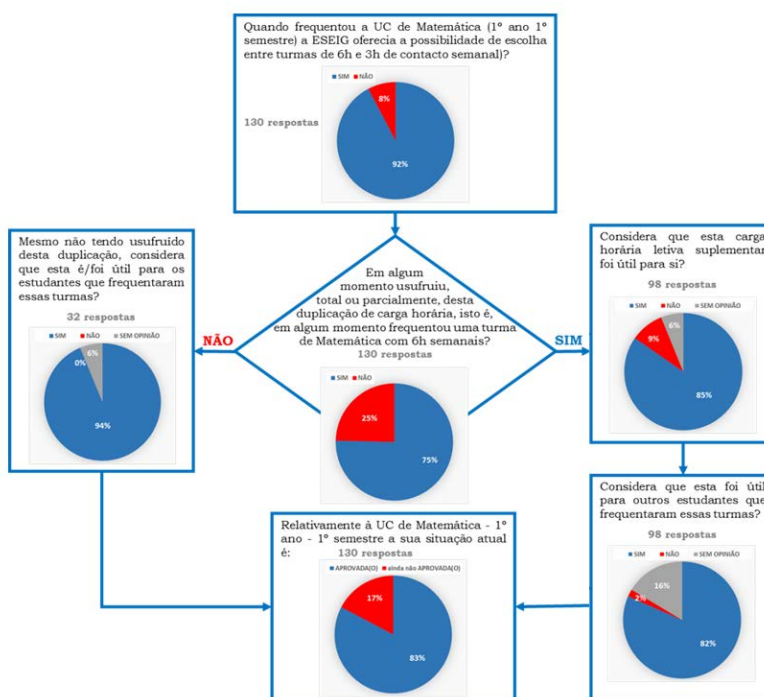 Quando frequentou a UC de Matemática (1º ano 1º
semestre) a ESEIG oferecia a possibilidade de escolha
entre turmas de 6h e 3h de contacto semanal)?
SIM NÃO
130 respostas
8%
92%
Mesmo não tendo usufruído
desta duplicação, considera
que esta é/foi útil para os
estudantes que frequentaram
essas turmas?
32 respostas
SIM NÃO SEM OPINIÃO
6%
0%
94%
NÃO
Em algum
momento usufruiu,
total ou parcialmente, desta
duplicação de carga horária, isto é,
em algum momento frequentou uma turma
de Matemática com 6h semanais?
130 respostas
SIM NÃO
25%
75%
SIM
Considera que esta carga
horária letiva suplementar
foi útil para si?
98 respostas
SIM NÃO SEM OPINIÃO
6%
9%
85%
Considera que esta foi útil
para outros estudantes que
frequentaram essas turmas?
98 respostas
SIM NÃO SEM OPINIÃO
16%
2%
82%
Relativamente à UC de Matemática - 1º
ano - 1º semestre a sua situação atual
é:
130 respostas
APROVADA(O) ainda não APROVADA(O)
17%
83%